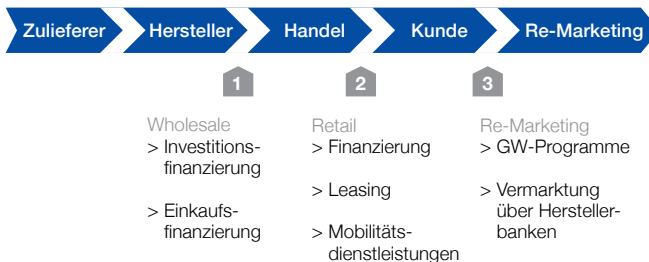 Zulieferer Hersteller Handel Kunde Re-Marketing
1 2 3
Wholesale
> Investitions-
finanzierung
> Einkaufs-
finanzierung
Retail
> Finanzierung
> Leasing
> Mobilitäts-
dienstleistungen
Re-Marketing
> GW-Programme
> Vermarktung
über Hersteller-
banken